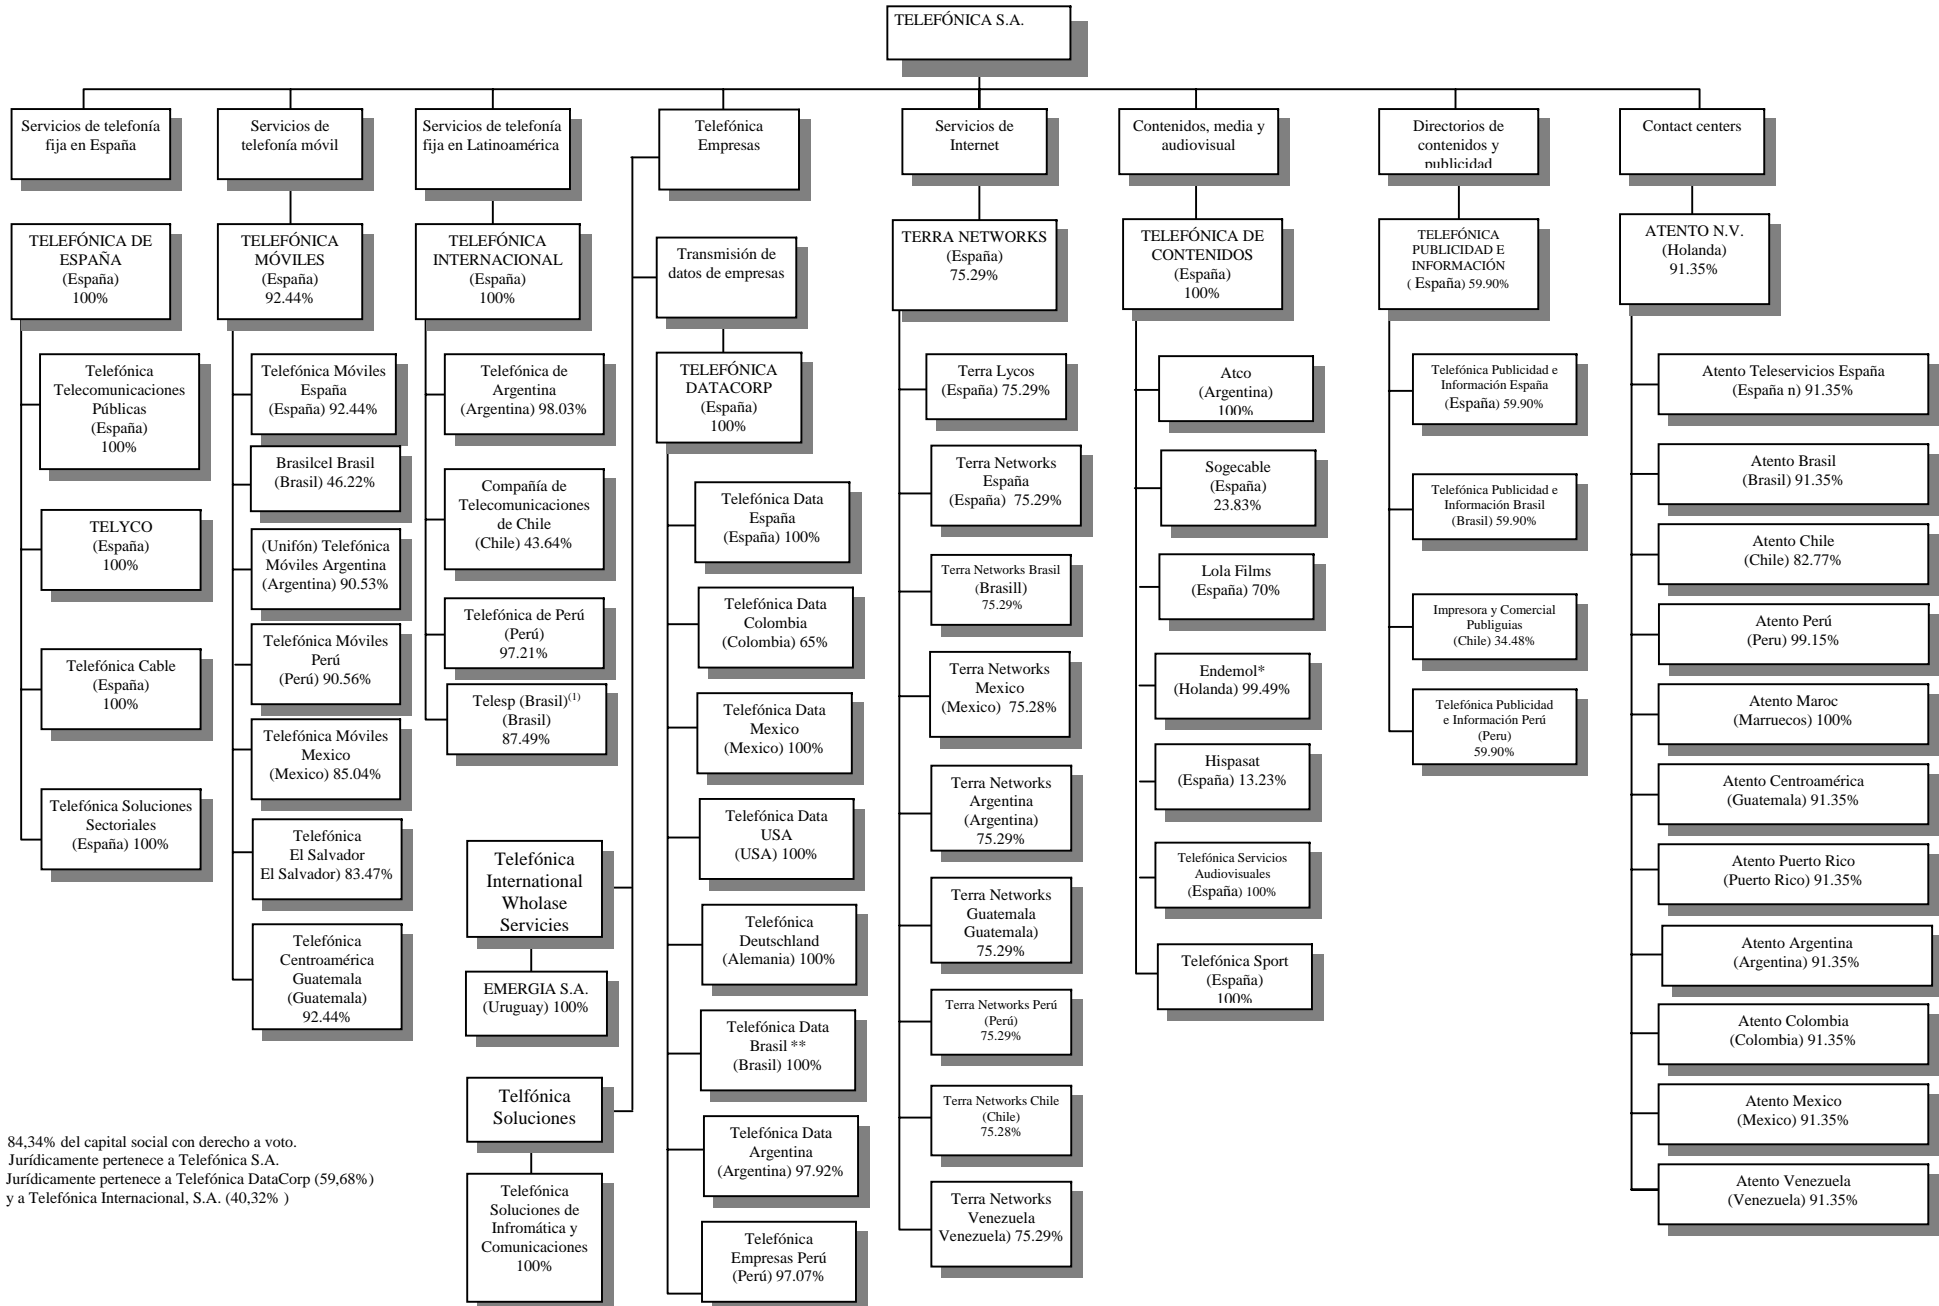 TELEFÓNICA S.A.
Servicios de telefonía
fija en España
Servicios de
telefonía móvil
Servicios de telefonía
fija en Latinoamérica
Telefónica
Empresas
Servicios de
Internet
Contenidos, media y
audiovisual
Directorios de
contenidos y
publicidad
Contact centers
TELEFÓNICA DE
ESPAÑA
(España)
100%
TELEFÓNICA
MÓVILES
(España)
92.44%
TELEFÓNICA
INTERNACIONAL
(España)
100%
Transmisión de
datos de empresas
TERRA NETWORKS
(España)
75.29%
TELEFÓNICA DE
CONTENIDOS
(España)
100%
TELEFÓNICA
PUBLICIDAD E
INFORMACIÓN
( España) 59.90%
ATENTO N.V.
(Holanda)
91.35%
Telefónica
Telecomunicaciones
Públicas
(España)
100%
TELYCO
(España)
100%
Telefónica Cable
(España)
100%
Telefónica Soluciones
Sectoriales
(España) 100%
Telefónica Móviles
España
(España) 92.44%
Brasilcel Brasil
(Brasil) 46.22%
(Unifón) Telefónica
Móviles Argentina
(Argentina) 90.53%
Telefónica Móviles
Perú
(Perú) 90.56%
Telefónica Móviles
Mexico
(Mexico) 85.04%
Telefónica
El Salvador
El Salvador) 83.47%
Telefónica
Centroamérica
Guatemala
(Guatemala)
92.44%
Telefónica de
Argentina
(Argentina) 98.03%
Compañía de
Telecomunicaciones
de Chile
(Chile) 43.64%
Telefónica de Perú
(Perú)
97.21%
Telesp (Brasil)(1)
(Brasil)
87.49%
Telefónica
International
Wholase
Servicies
EMERGIA S.A.
(Uruguay) 100%
Telfónica
Soluciones
Telefónica
Soluciones de
Infromática y
Comunicaciones
100%
TELEFÓNICA
DATACORP
(España)
100%
Telefónica Data
España
(España) 100%
Telefónica Data
Colombia
(Colombia) 65%
Telefónica Data
Mexico
(Mexico) 100%
Telefónica Data
USA
(USA) 100%
Telefónica
Deutschland
(Alemania) 100%
Telefónica Data
Brasil **
(Brasil) 100%
Telefónica Data
Argentina
(Argentina) 97.92%
Telefónica
Empresas Perú
(Perú) 97.07%
Terra Lycos
(España) 75.29%
Terra Networks
España
(España) 75.29%
Terra Networks Brasil
(Brasill)
75.29%
Terra Networks
Mexico
(Mexico) 75.28%
Terra Networks
Argentina
(Argentina)
75.29%
Terra Networks
Guatemala
Guatemala)
75.29%
Terra Networks Perú
(Perú)
75.29%
Terra Networks Chile
(Chile)
75.28%
Terra Networks
Venezuela
Venezuela) 75.29%
Atco
(Argentina)
100%
Sogecable
(España)
23.83%
Lola Films
(España) 70%
Endemol*
(Holanda) 99.49%
Hispasat
(España) 13.23%
Telefónica Servicios
Audiovisuales
(España) 100%
Telefónica Sport
(España)
100%
Telefónica Publicidad e
Información España
(España) 59.90%
Telefónica Publicidad e
Información Brasil
(Brasil) 59.90%
Impresora y Comercial
Publiguias
(Chile) 34.48%
Telefónica Publicidad
e Información Perú
(Peru)
59.90%
Atento Teleservicios España
(España n) 91.35%
Atento Brasil
(Brasil) 91.35%
Atento Chile
(Chile) 82.77%
Atento Perú
(Peru) 99.15%
Atento Maroc
(Marruecos) 100%
Atento Centroamérica
(Guatemala) 91.35%
Atento Puerto Rico
(Puerto Rico) 91.35%
Atento Argentina
(Argentina) 91.35%
Atento Colombia
(Colombia) 91.35%
Atento Mexico
(Mexico) 91.35%
Atento Venezuela
(Venezuela) 91.35%
84,34% del capital social con derecho a voto.
Jurídicamente pertenece a Telefónica S.A.
Jurídicamente pertenece a Telefónica DataCorp (59,68%)
y a Telefónica Internacional, S.A. (40,32% )